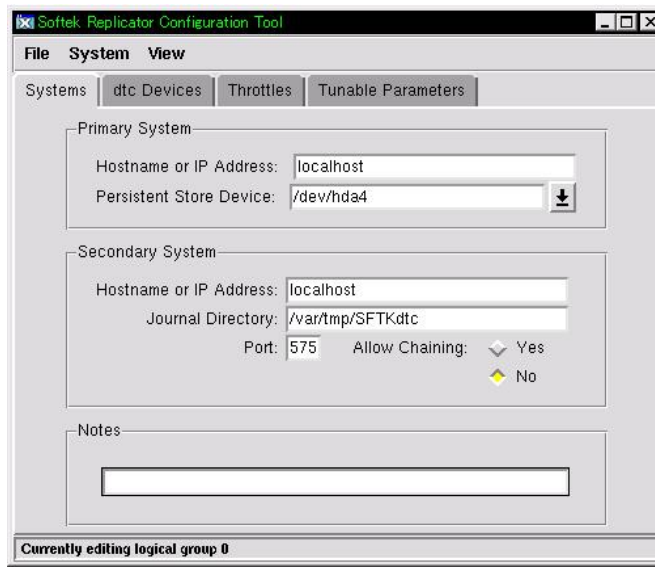 Softek Replicator Configuration Tool
File System View
Systems dtc Devices Throttles Tunable Parameters
Primary System
Hostname or IP Address: localhost
Persistent Store Device: /dev/hda4
Secondary System
Hostname or IP Address: localhost
Journal Directory: /var/tmp/SFTKdtc
Port: 575 Allow Chaining: Yes
No
Notes
Currently editing logical group 0